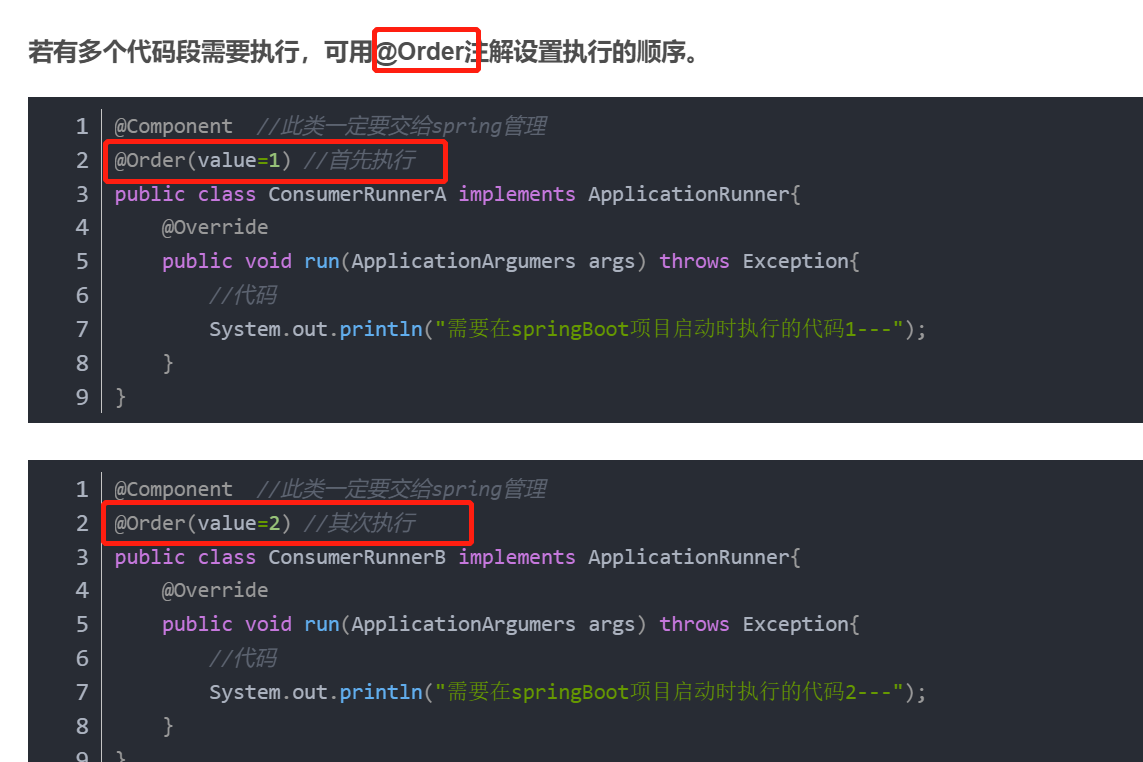 若有多个代码段需要执行，可用@Order注解设置执行的顺序。
1 @Component  //此类一定要交给spring管理
2 @Order(value=1) //首先执行
3 public class ConsumerRunnerA implements ApplicationRunner{
4     @Override
5     public void run(ApplicationArgumers args) throws Exception{
6         //代码
7         System.out.println("需要在springBoot项目启动时执行的代码1---");
8     }
9 }
1 @Component  //此类一定要交给spring管理
2 @Order(value=2) //其次执行
3 public class ConsumerRunnerB implements ApplicationRunner{
4     @Override
5     public void run(ApplicationArgumers args) throws Exception{
6         //代码
7         System.out.println("需要在springBoot项目启动时执行的代码2---");
8     }
9 }